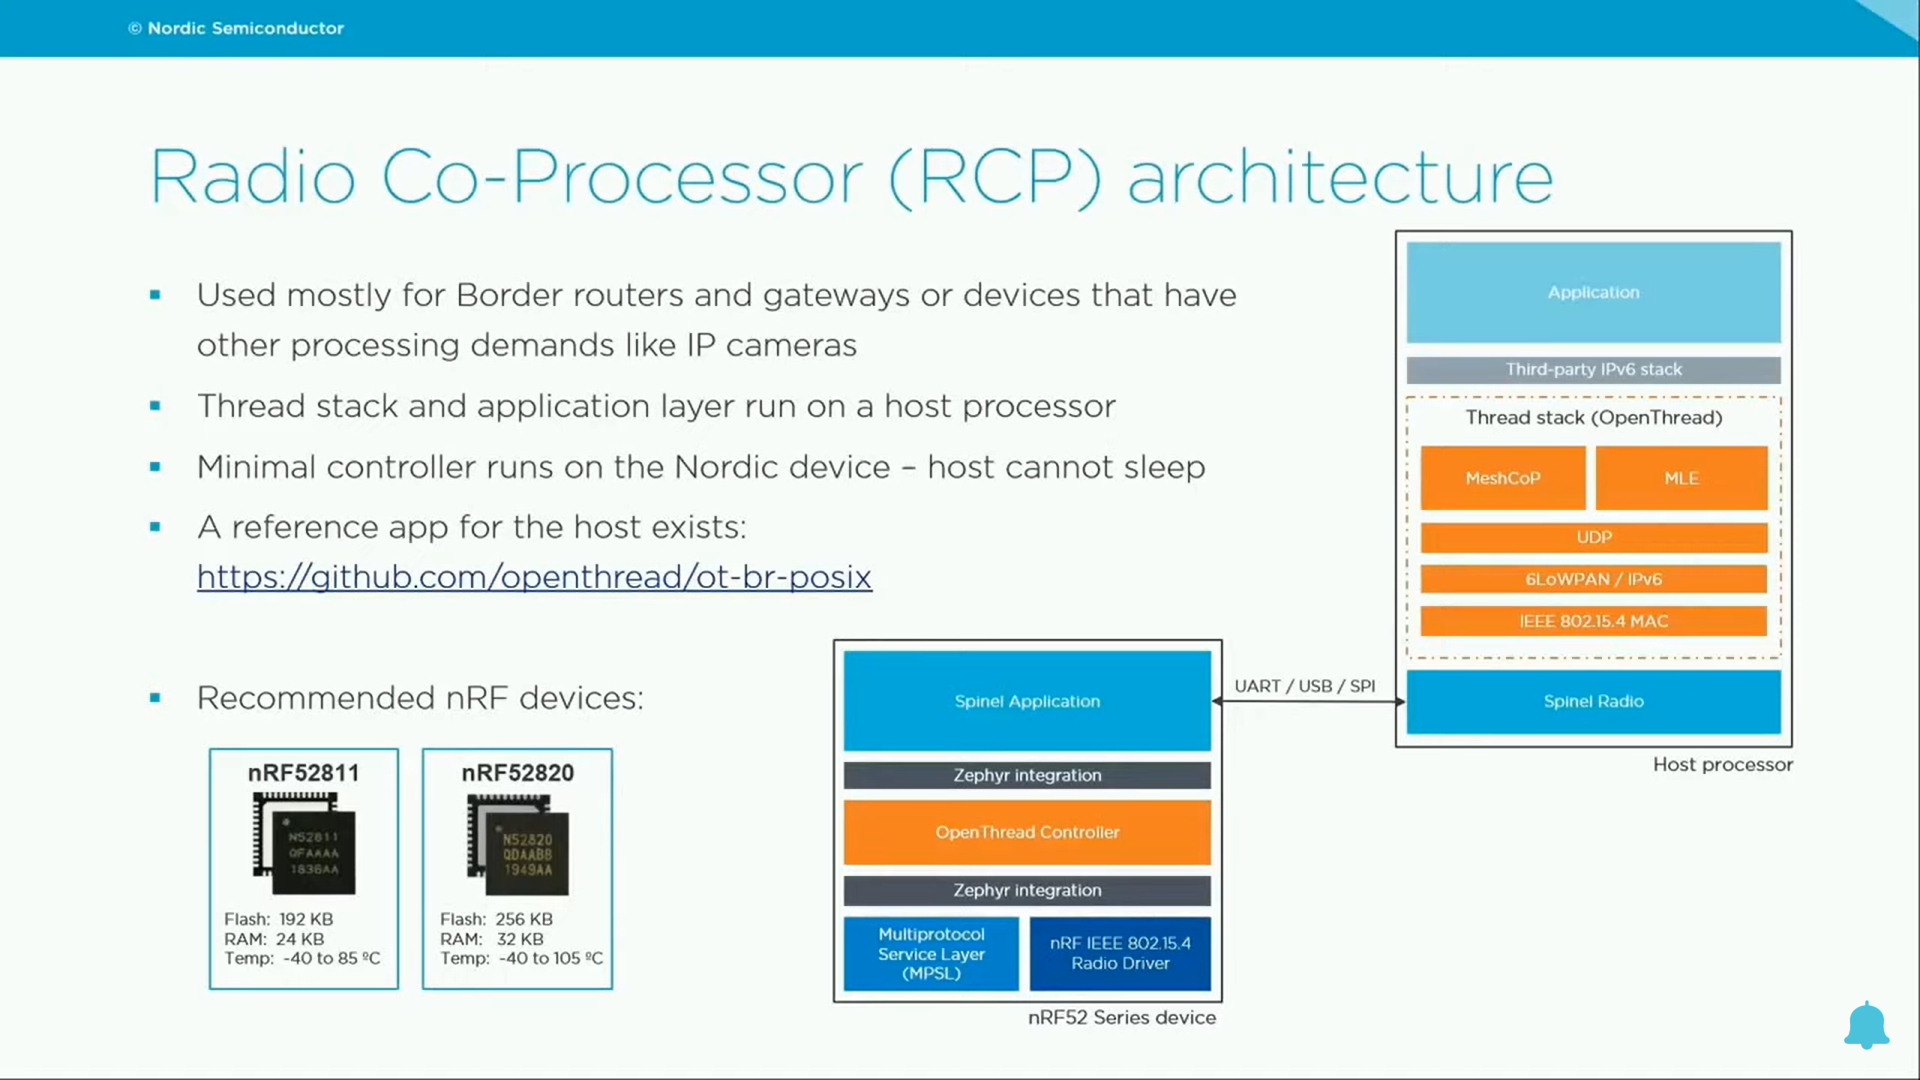 © Nordic Semiconductor
Radio Co-Processor (RCP) architecture
Used mostly for Border routers and gateways or devices that have
other processing demands like IP cameras
Thread stack and application layer run on a host processor
Minimal controller runs on the Nordic device – host cannot sleep
A reference app for the host exists:
https://github.com/openthread/ot-br-posix
Recommended nRF devices:
nRF52811
N52811
QFAAAA
1836AA
Flash: 192 KB
RAM: 24 KB
Temp: -40 to 85 ºC
nRF52820
N52820
QDAABB
1949AA
Flash: 256 KB
RAM: 32 KB
Temp: -40 to 105 ºC
Spinel Application
Zephyr integration
OpenThread Controller
Zephyr integration
Multiprotocol
Service Layer
(MPSL)
nRF IEEE 802.15.4
Radio Driver
nRF52 Series device
UART / USB / SPI
Application
Third-party IPv6 stack
Thread stack (OpenThread)
MeshCoP
MLE
UDP
6LoWPAN / IPv6
IEEE 802.15.4 MAC
Spinel Radio
Host processor